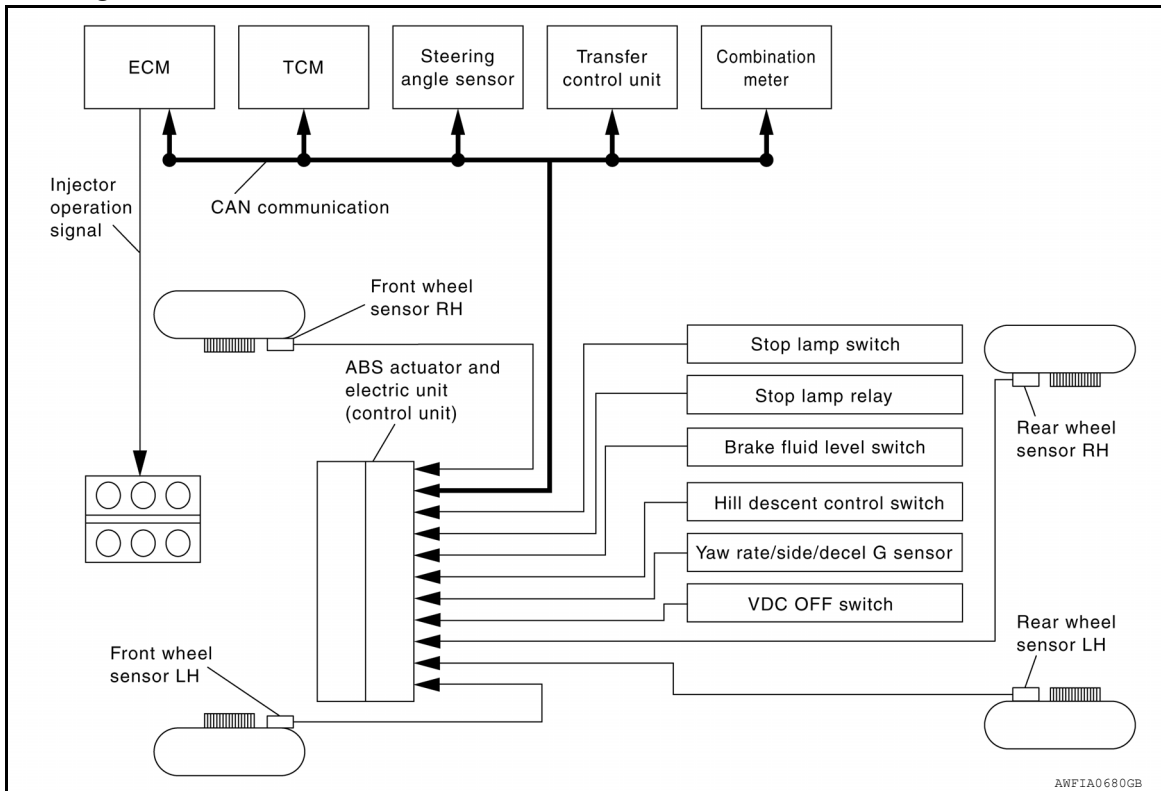 ECM
TCM
Steering
angle sensor
Transfer
control unit
Combination
meter
Injector
operation
signal
CAN communication
Front wheel
sensor RH
ABS actuator and
electric unit
(control unit)
Stop lamp switch
Stop lamp relay
Brake fluid level switch
Hill descent control switch
Yaw rate/side/decel G sensor
VDC OFF switch
Rear wheel
sensor RH
Front wheel
sensor LH
Rear wheel
sensor LH
AWFIA0680GB